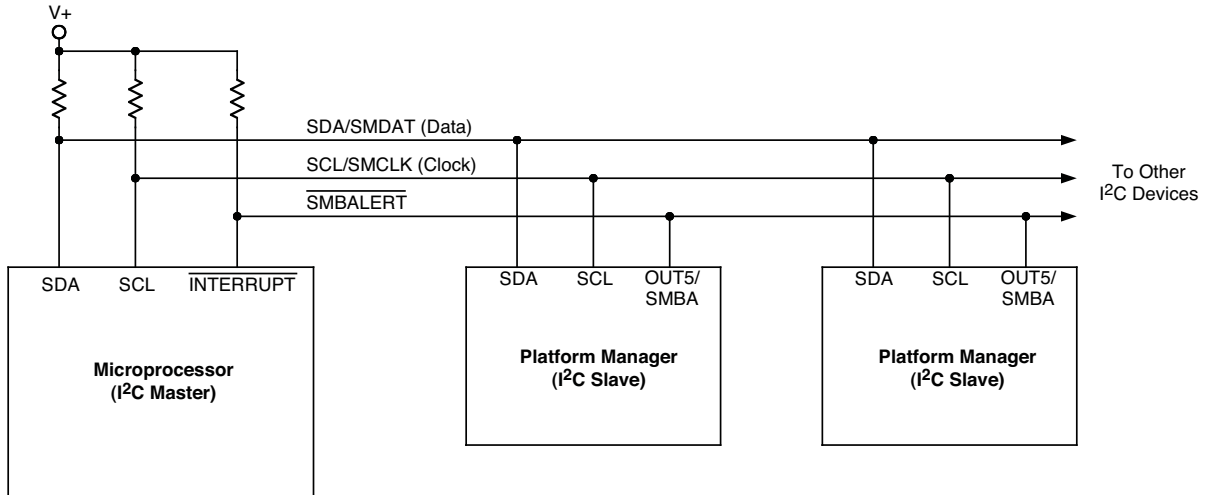 V+
SDA/SMDAT (Data)
SCL/SMCLK (Clock)
SMBALERT
To Other
I²C Devices
SDA SCL INTERRUPT
SDA SCL OUT5/
SMBA
SDA SCL OUT5/
SMBA
Microprocessor
(I²C Master)
Platform Manager
(I²C Slave)
Platform Manager
(I²C Slave)